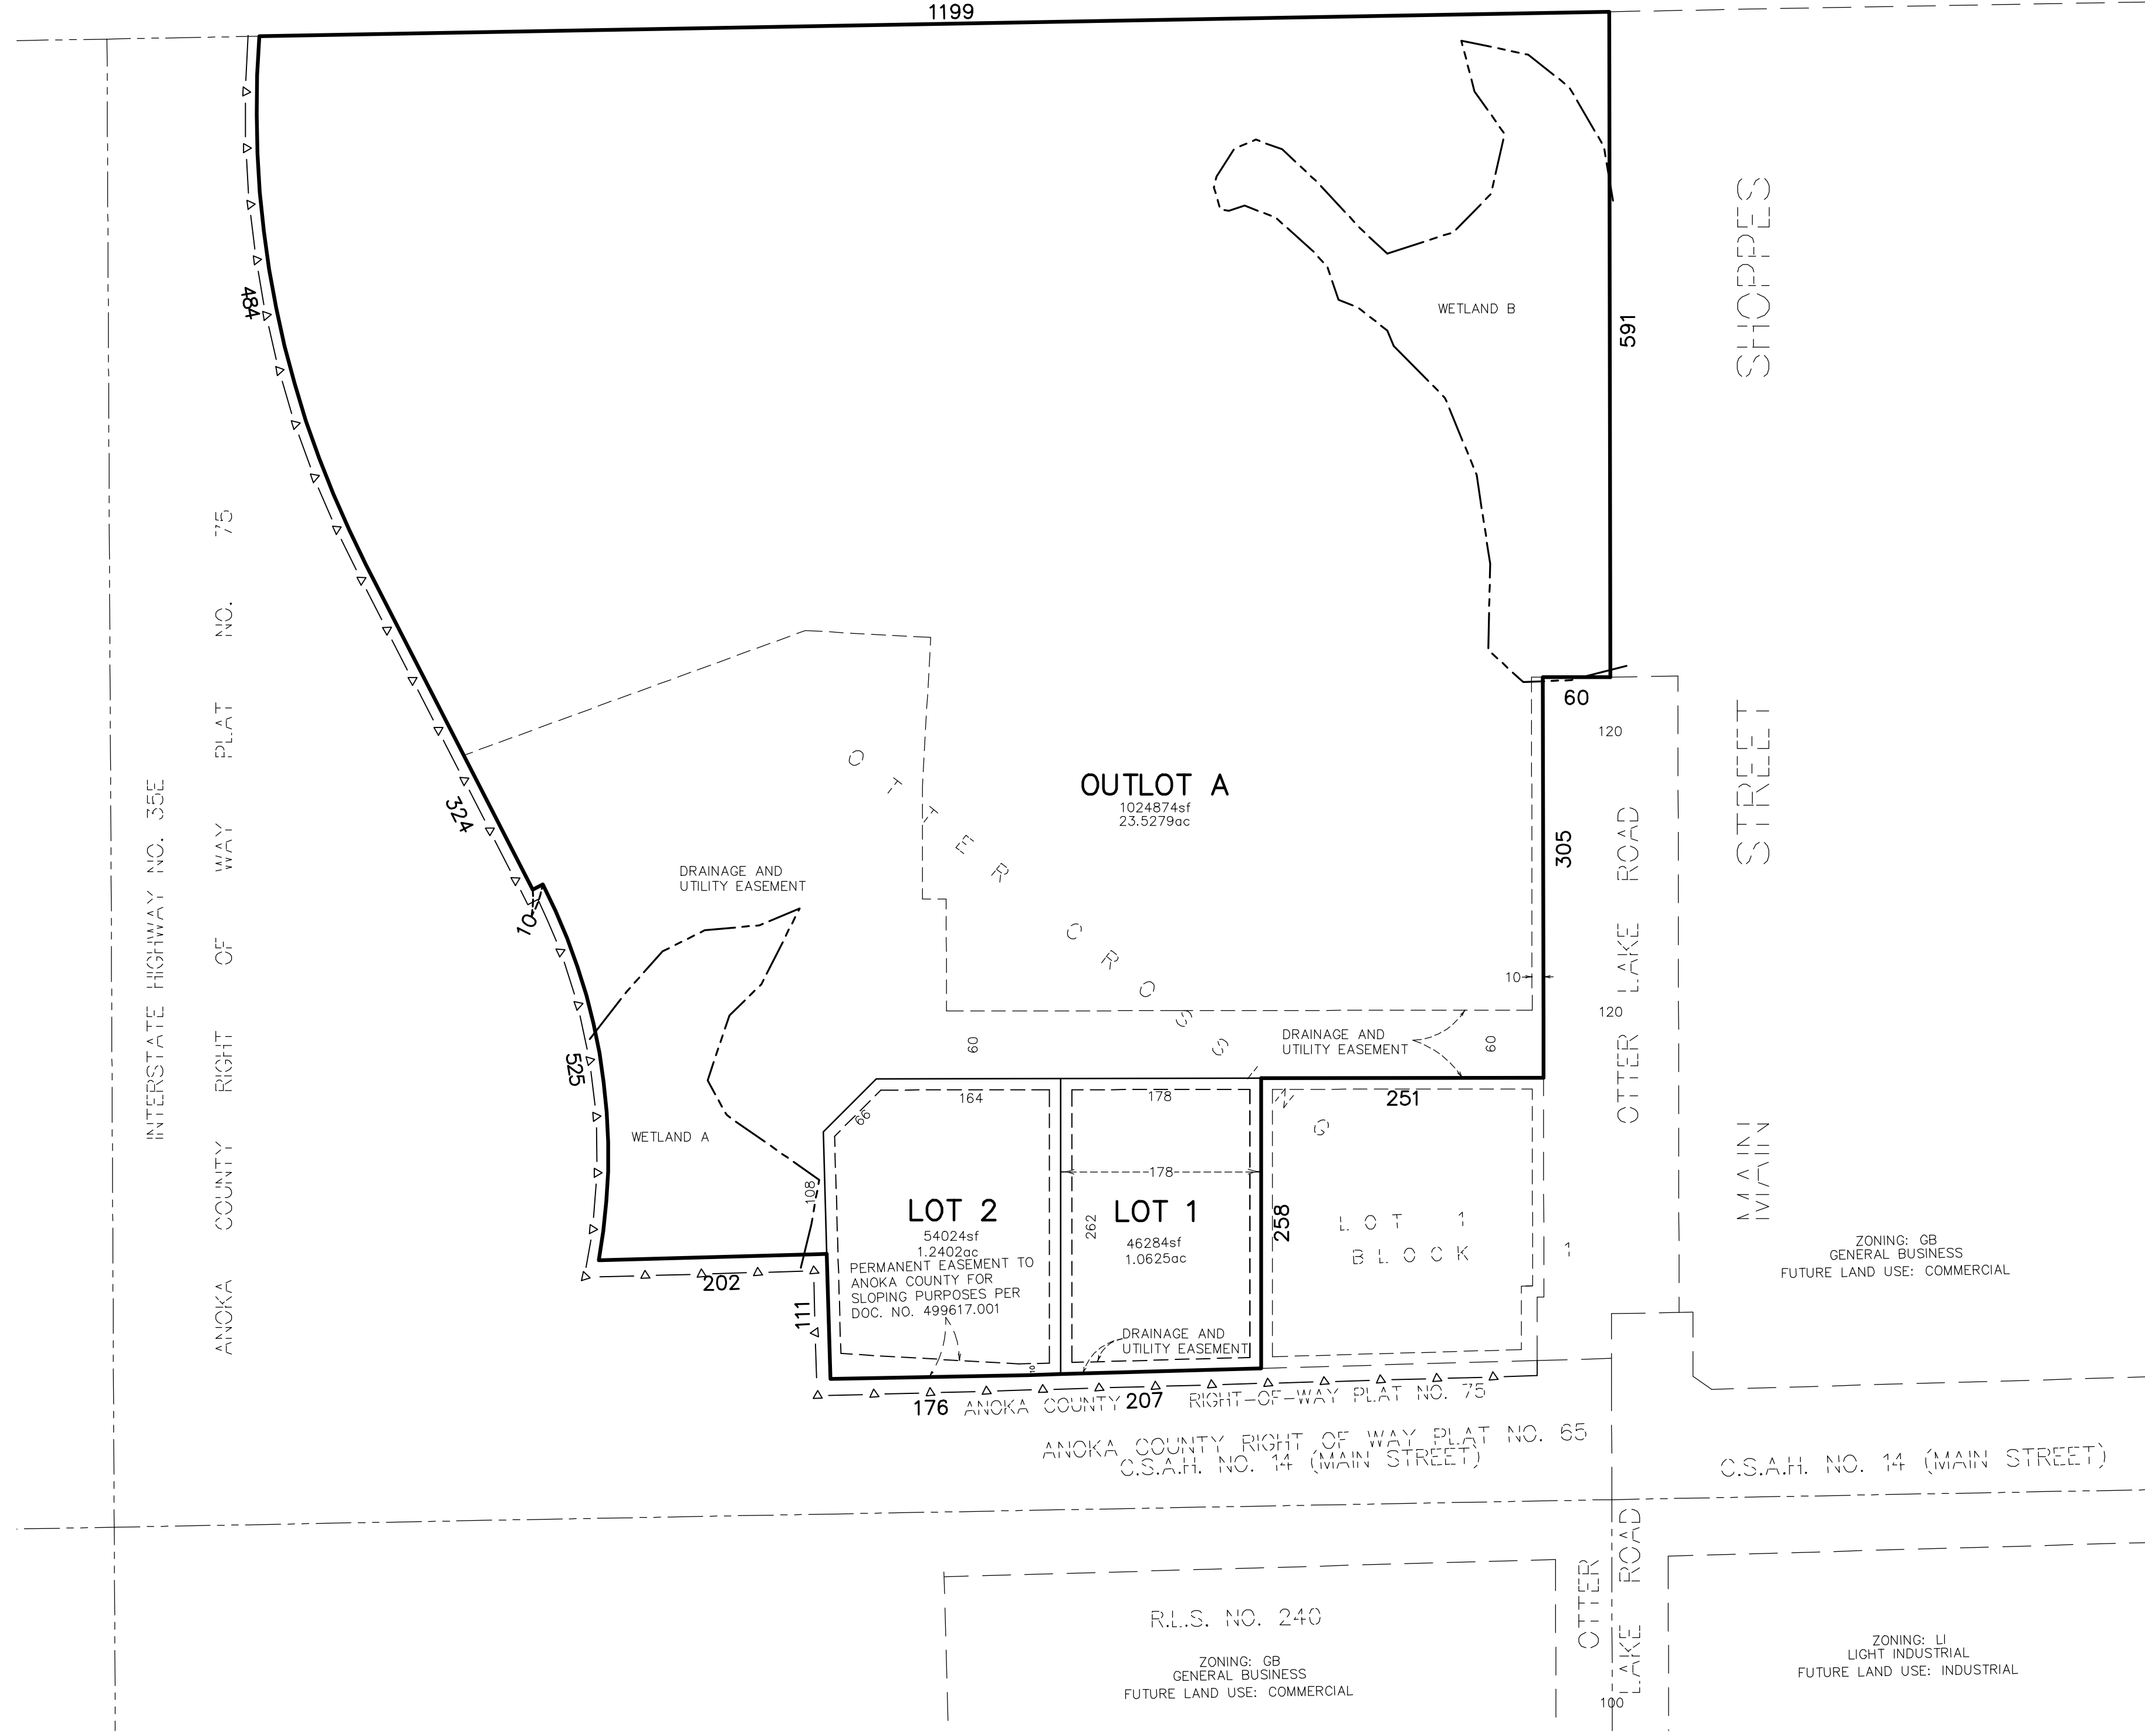 1199
484
591
WETLAND B
SHOPPES
STREET
MAIN
MAIN
60
120
OUTLOT A
1024874sf
23.5279ac
305
OTTER LAKE ROAD
324
10
DRAINAGE AND
UTILITY EASEMENT
OTTER CROSSING
10
120
60
DRAINAGE AND
UTILITY EASEMENT
60
525
INTERSTATE HIGHWAY NO. 35E
ANOKA COUNTY RIGHT OF WAY PLAT NO. 75
WETLAND A
66
164
178
251
178
108
LOT 2
54024sf
1.2402ac
PERMANENT EASEMENT TO
ANOKA COUNTY FOR
SLOPING PURPOSES PER
DOC. NO. 499617.001
262
LOT 1
46284sf
1.0625ac
258
LOT 1
BLOCK 1
ZONING: GB
GENERAL BUSINESS
FUTURE LAND USE: COMMERCIAL
202
111
DRAINAGE AND
UTILITY EASEMENT
10
176
207
ANOKA COUNTY RIGHT-OF-WAY PLAT NO. 75
ANOKA COUNTY RIGHT OF WAY PLAT NO. 65
C.S.A.H. NO. 14 (MAIN STREET)
C.S.A.H. NO. 14 (MAIN STREET)
OTTER
LAKE ROAD
R.L.S. NO. 240
ZONING: GB
GENERAL BUSINESS
FUTURE LAND USE: COMMERCIAL
100
ZONING: LI
LIGHT INDUSTRIAL
FUTURE LAND USE: INDUSTRIAL